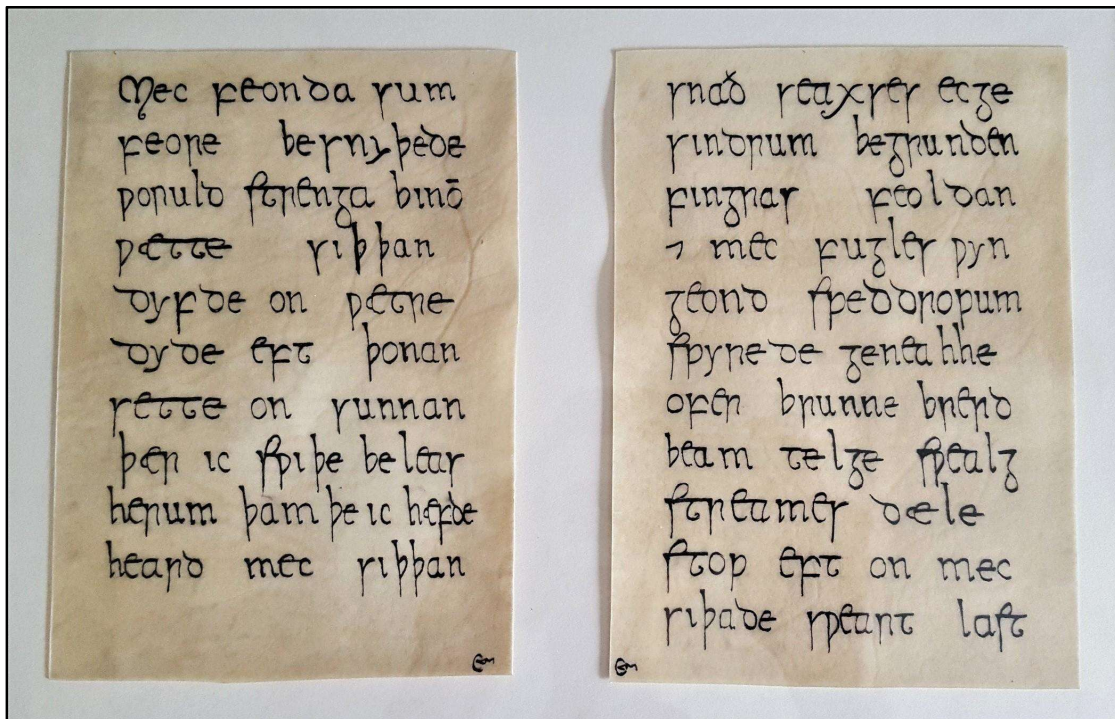 Mec feonda sum
feore besnyþede
ƿoruld strenga binō
ƿætte siþþan
dyfde on ƿætre
dyde eft þonan
sette on sunnan
þær ic sƿiþe beleas
herum þam þe ic hefde
heard mec siþþan
snað seaxses ecge
sindrum begrunden
fingras feoldan
⁊ mec fugles ƿyn
geond speddropum
spyrede geneahhe
ofer brunne brerd
beam telge sƿealg
streames dæle
stop eft on mec
siþade sƿeart last